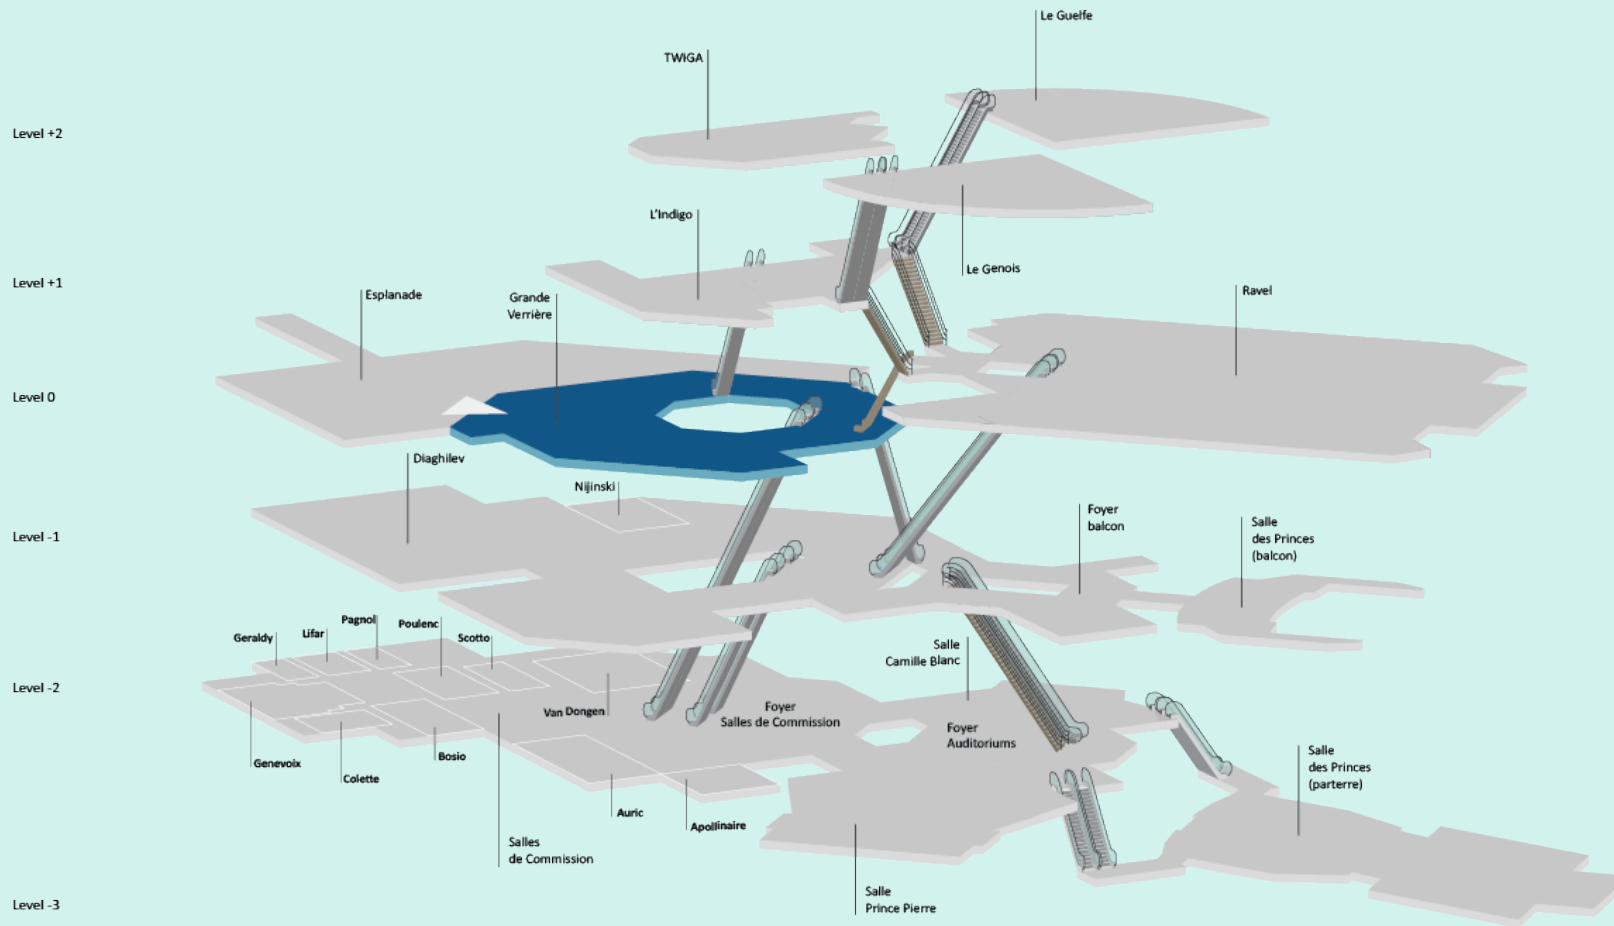 Le Guelfe
TWIGA
Level +2
L'Indigo
Le Genois
Level +1
Esplanade
Grande
Verrière
Ravel
Level 0
Diaghilev
Nijinski
Foyer
balcon
Salle
des Princes
(balcon)
Level -1
Geraldy
Lifar
Pagnol
Poulenc
Scotto
Salle
Camille Blanc
Level -2
Van Dongen
Foyer
Salles de Commission
Foyer
Auditoriums
Genevoix
Colette
Bosio
Salle
des Princes
(parterre)
Auric
Apollinaire
Salles
de Commission
Salle
Prince Pierre
Level -3